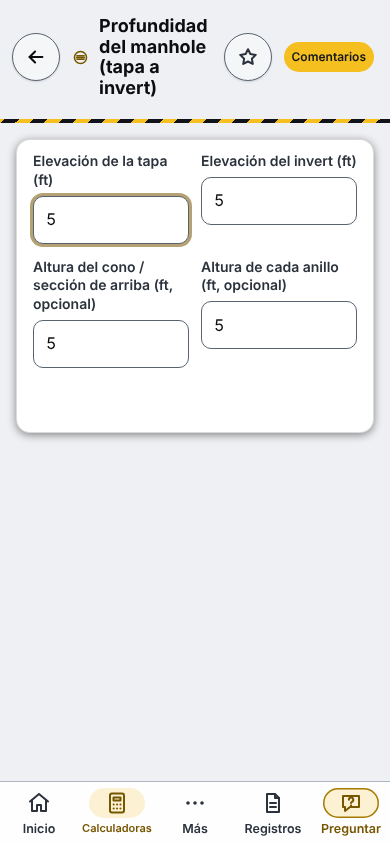 Profundidad
del manhole
(tapa a
invert)
Comentarios
Elevación de la tapa
(ft)
5
Elevación del invert (ft)
5
Altura del cono /
sección de arriba (ft,
opcional)
5
Altura de cada anillo
(ft, opcional)
5
Inicio
Calculadoras
Más
Registros
Preguntar